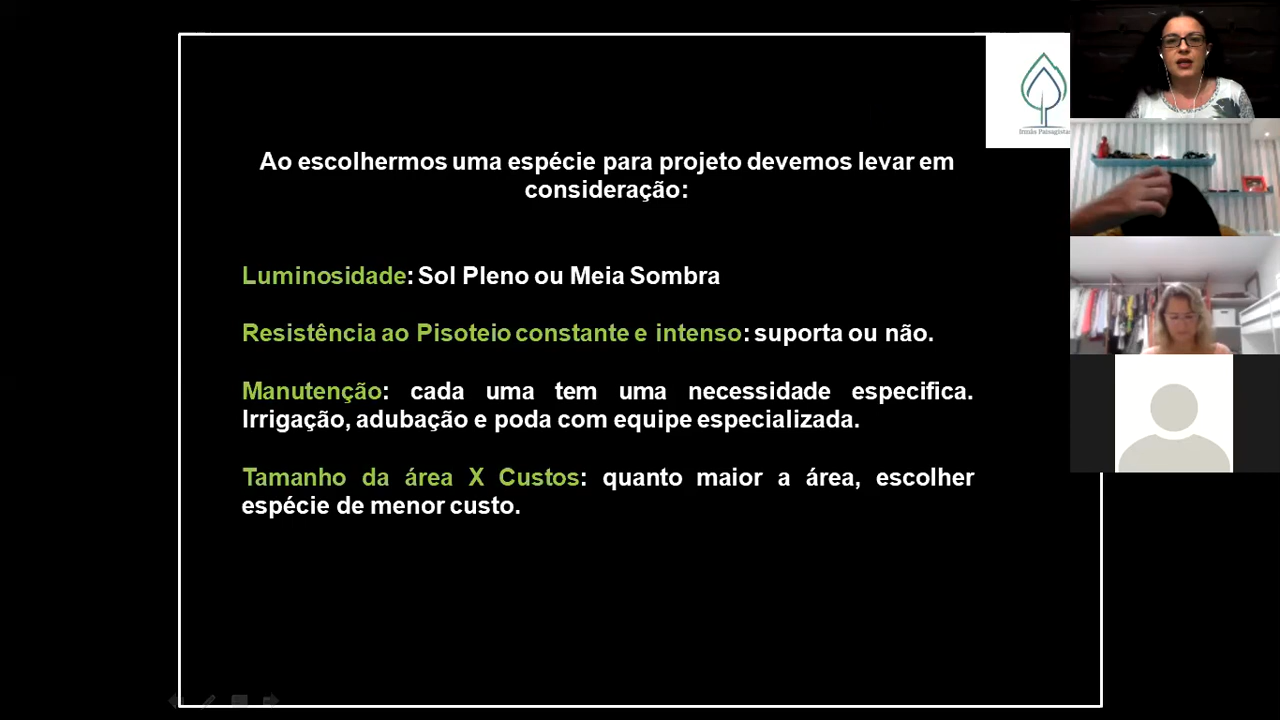 Irmãs Paisagistas
Ao escolhermos uma espécie para projeto devemos levar em
consideração:
Luminosidade: Sol Pleno ou Meia Sombra
Resistência ao Pisoteio constante e intenso: suporta ou não.
Manutenção: cada uma tem uma necessidade especifica.
Irrigação, adubação e poda com equipe especializada.
Tamanho da área X Custos: quanto maior a área, escolher
espécie de menor custo.